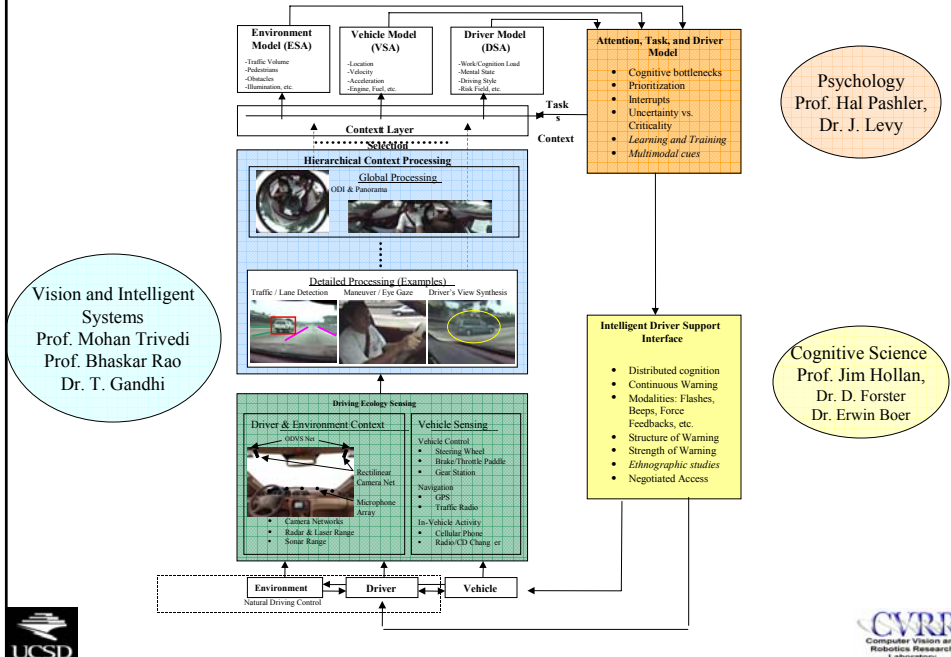 Environment
Model (ESA)
-Traffic Volume
-Pedestrians
-Obstacles
-Illumination, etc.
Vehicle Model
(VSA)
-Location
-Velocity
-Acceleration
-Engine, Fuel, etc.
Driver Model
(DSA)
-Work/Cognition Load
-Mental State
-Driving Style
-Risk Field, etc.
Attention, Task, and Driver
Model
• Cognitive bottlenecks
• Prioritization
• Interrupts
• Uncertainty vs.
Criticality
• Learning and Training
• Multimodal cues
Psychology
Prof. Hal Pashler,
Dr. J. Levy
Task
s
Context
Context Layer
Selection
Hierarchical Context Processing
Global Processing
ODI & Panorama
Detailed Processing (Examples)
Traffic / Lane Detection
Maneuver / Eye Gaze
Driver's View Synthesis
Vision and Intelligent
Systems
Prof. Mohan Trivedi
Prof. Bhaskar Rao
Dr. T. Gandhi
Intelligent Driver Support
Interface
• Distributed cognition
• Continuous Warning
• Modalities: Flashes,
Beeps, Force
Feedbacks, etc.
• Structure of Warning
• Strength of Warning
• Ethnographic studies
• Negotiated Access
Cognitive Science
Prof. Jim Hollan,
Dr. D. Forster
Dr. Erwin Boer
Driving Ecology Sensing
Driver & Environment Context
ODVS Net
Rectilinear
Camera Net
Microphone
Array
• Camera Networks
• Radar & Laser Range
• Sonar Range
Vehicle Sensing
Vehicle Control
• Steering Wheel
• Brake/Throttle Paddle
• Gear Station
Navigation
• GPS
• Traffic Radio
In-Vehicle Activity
• Cellular Phone
• Radio/CD Chang er
Environment
Driver
Vehicle
Natural Driving Control
UCSD
CVRR
Computer Vision and
Robotics Research
Laboratory